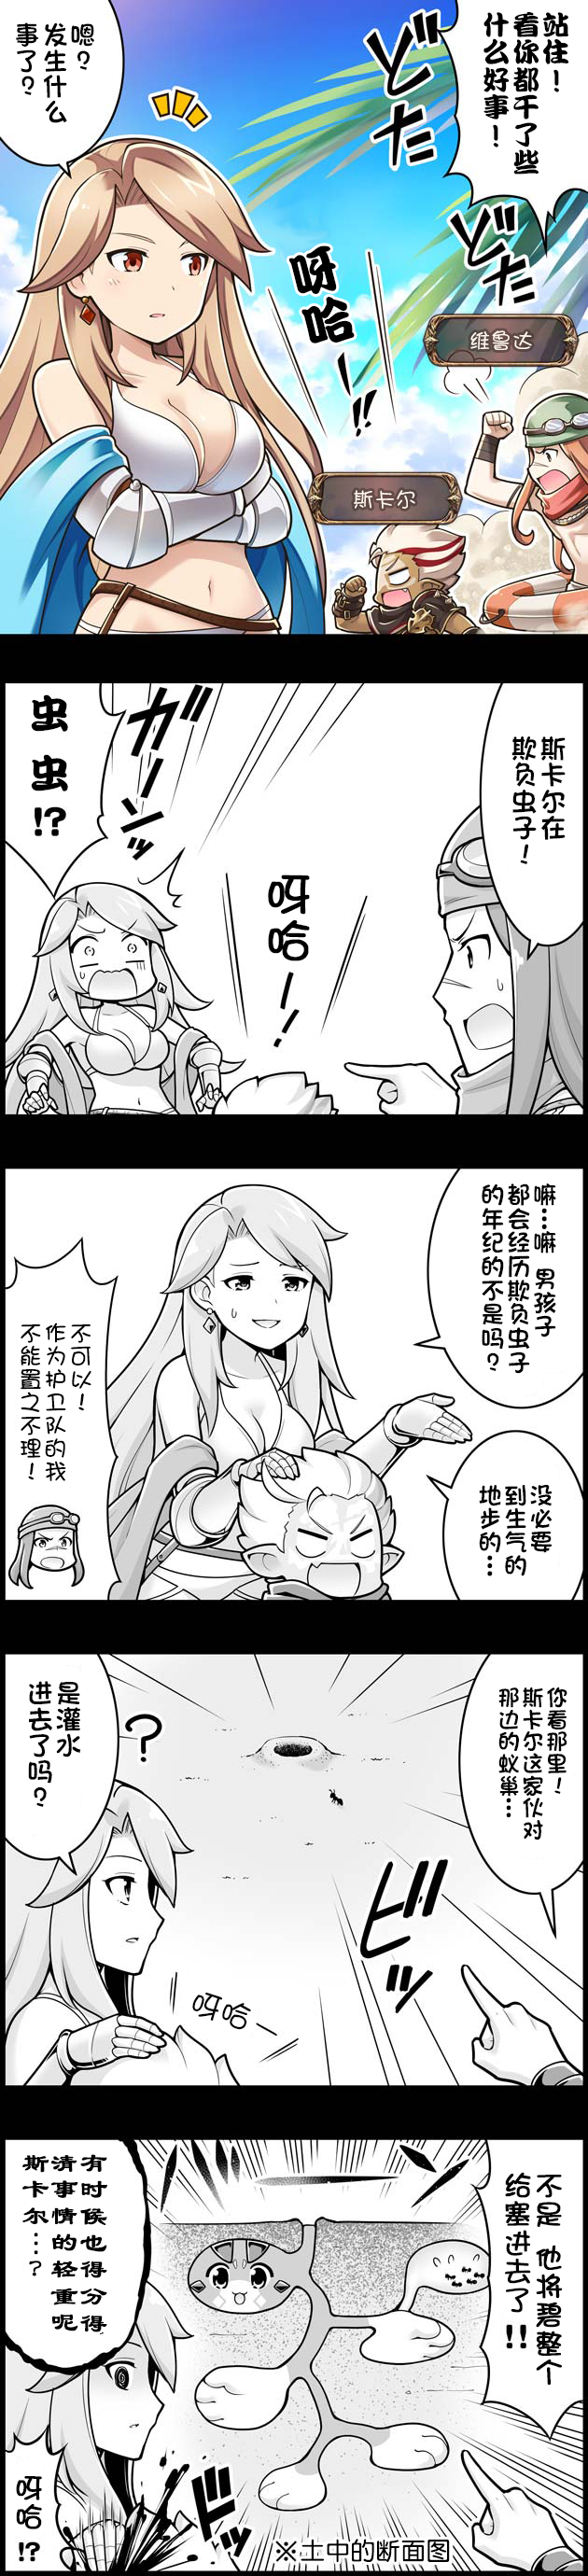 站住！
看你都干了些
什么好事！
どた
嗯？
发生什么
事了？
どた
呀哈——!!
维鲁达
斯卡尔
斯卡尔在
欺负虫子！
ガーンッ
虫虫!?
呀哈—！
嘛…嘛 男孩子
都会经历欺负虫子
的年纪的不是吗？
没必要
到生气的
地步的…
不可以！
作为护卫队的我
不能置之不理！
你看那里！
斯卡尔这家伙对
那边的蚁巢…
？
是灌水
进去了吗？
ビッ
呀哈—
不是 他将碧整个
给塞进去了!!
有时候也得分得
清事情的轻重呢
斯卡尔…？
ドッ
呀哈!?
※土中的断面图